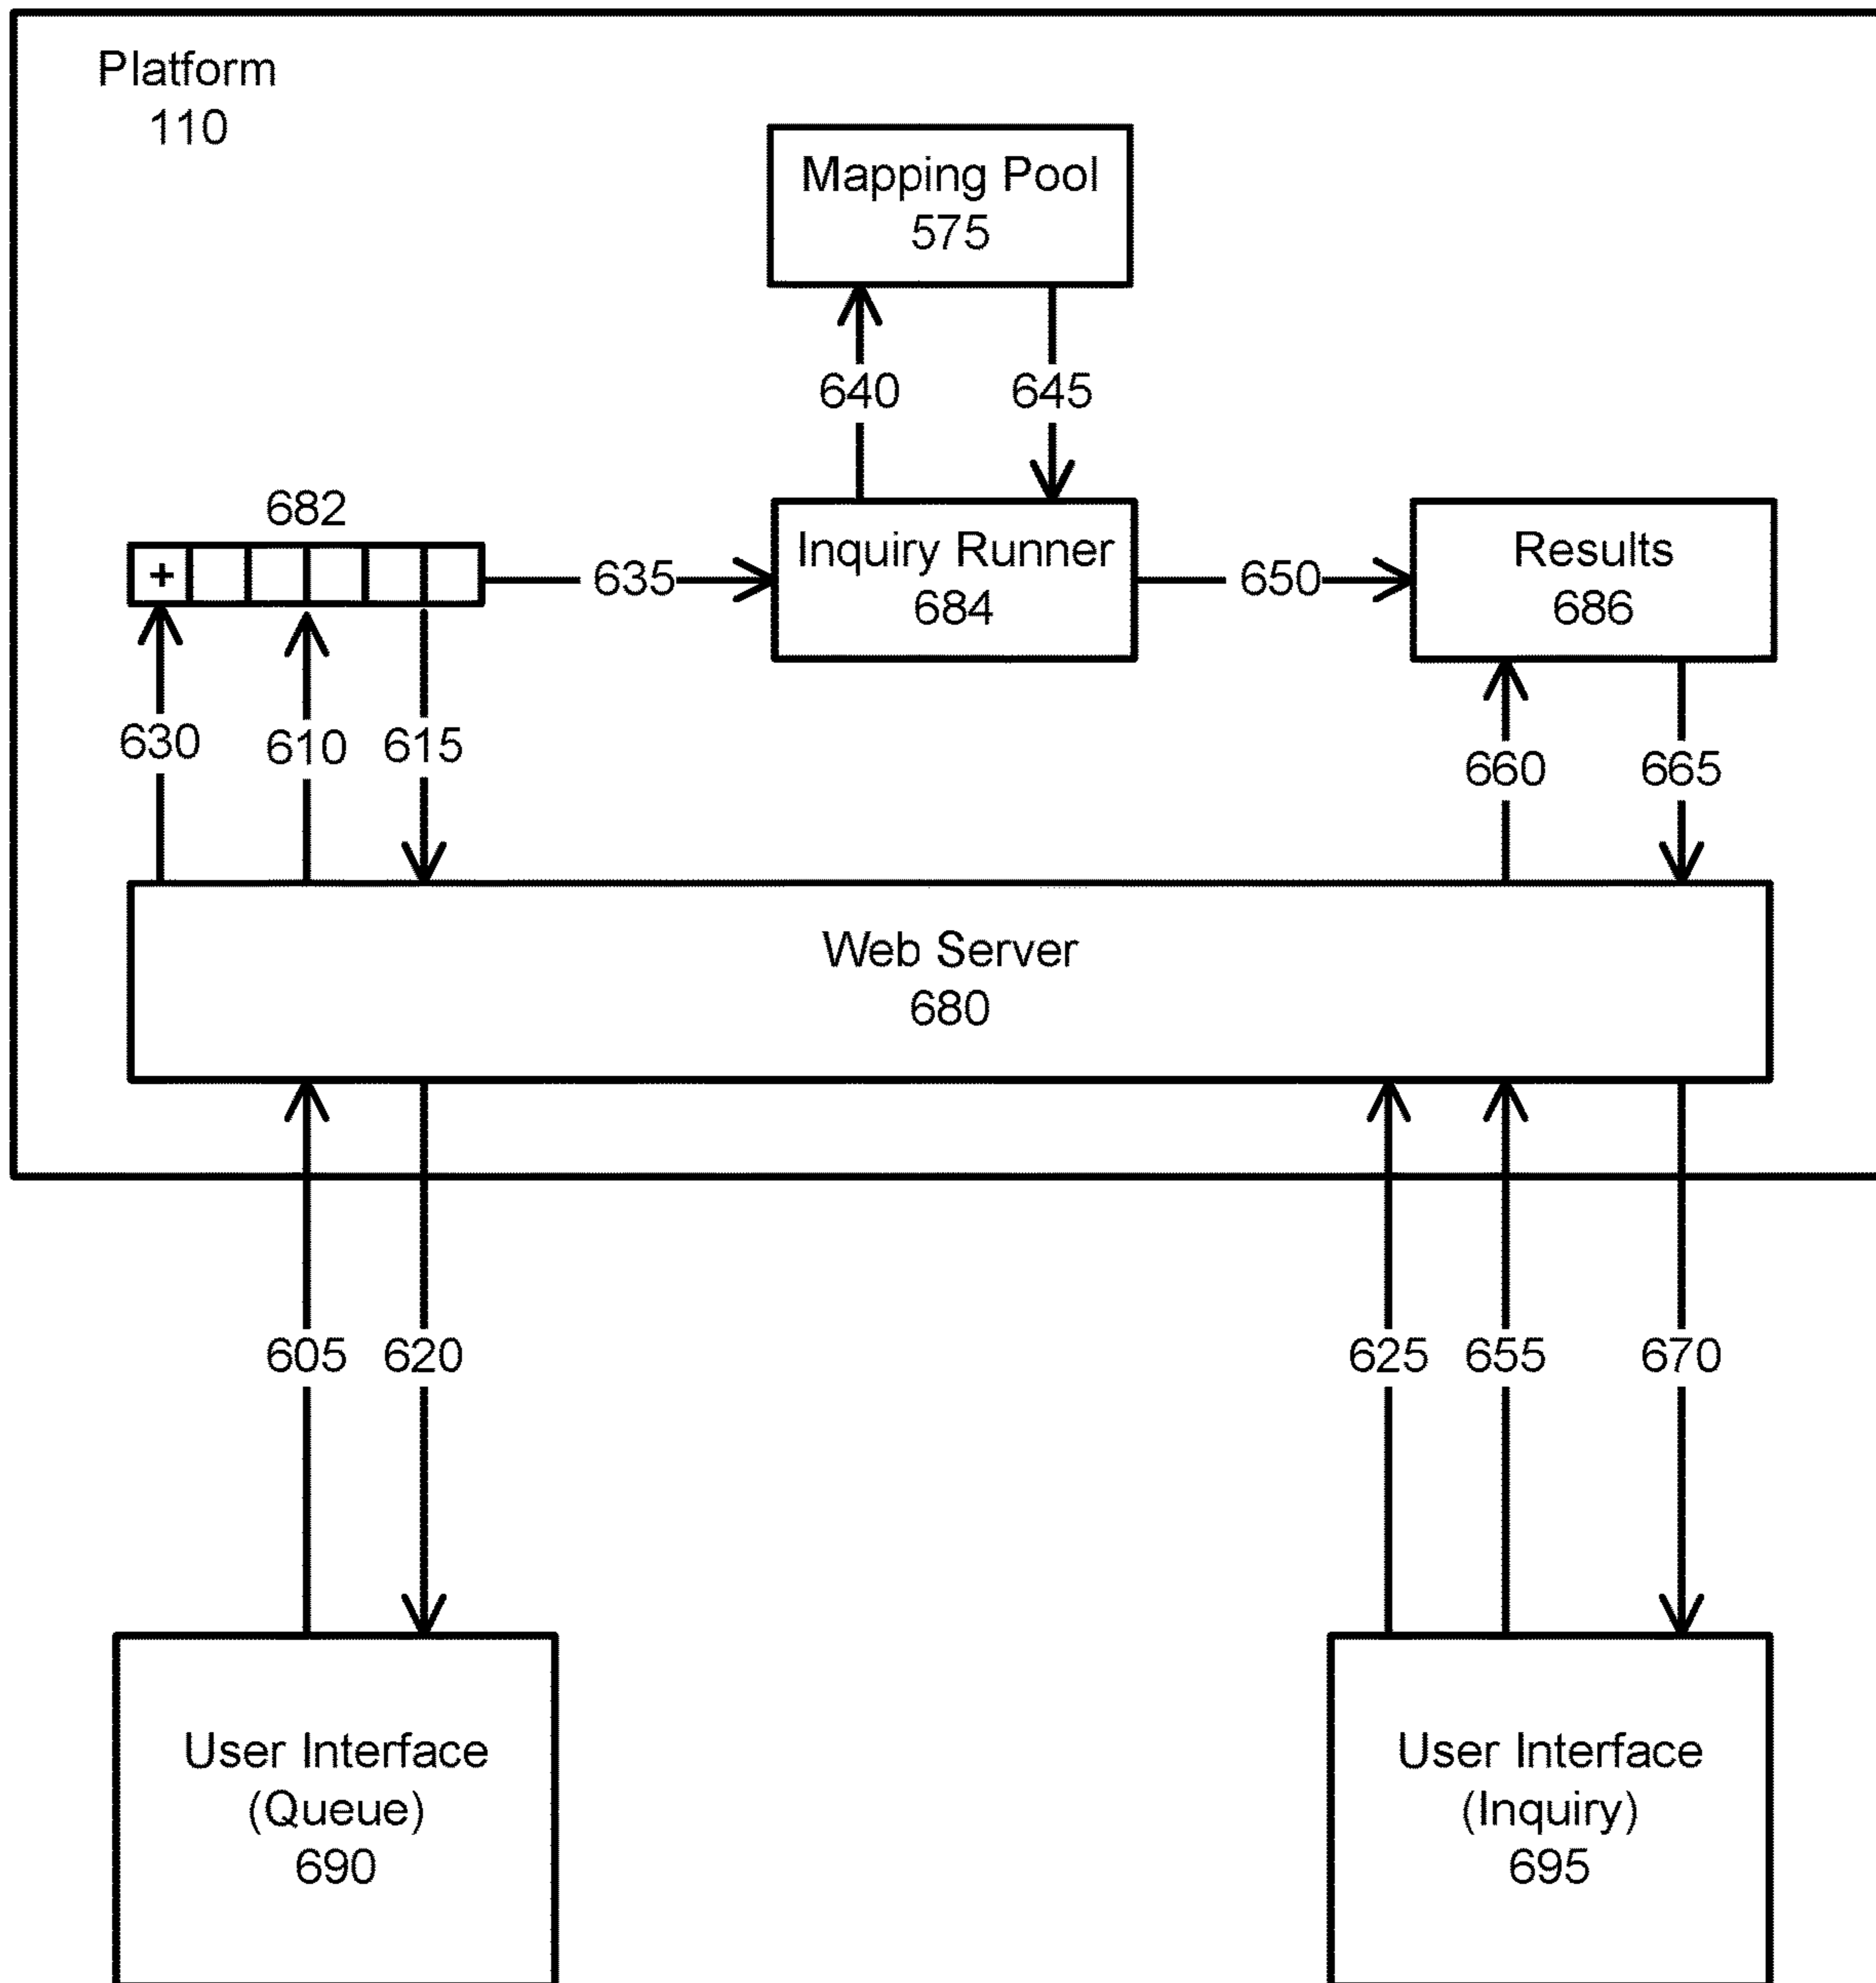 Platform
110
Mapping Pool
575
640
645
682
+
635
Inquiry Runner
684
650
Results
686
630
610
615
660
665
Web Server
680
605
620
625
655
670
User Interface
(Queue)
690
User Interface
(Inquiry)
695